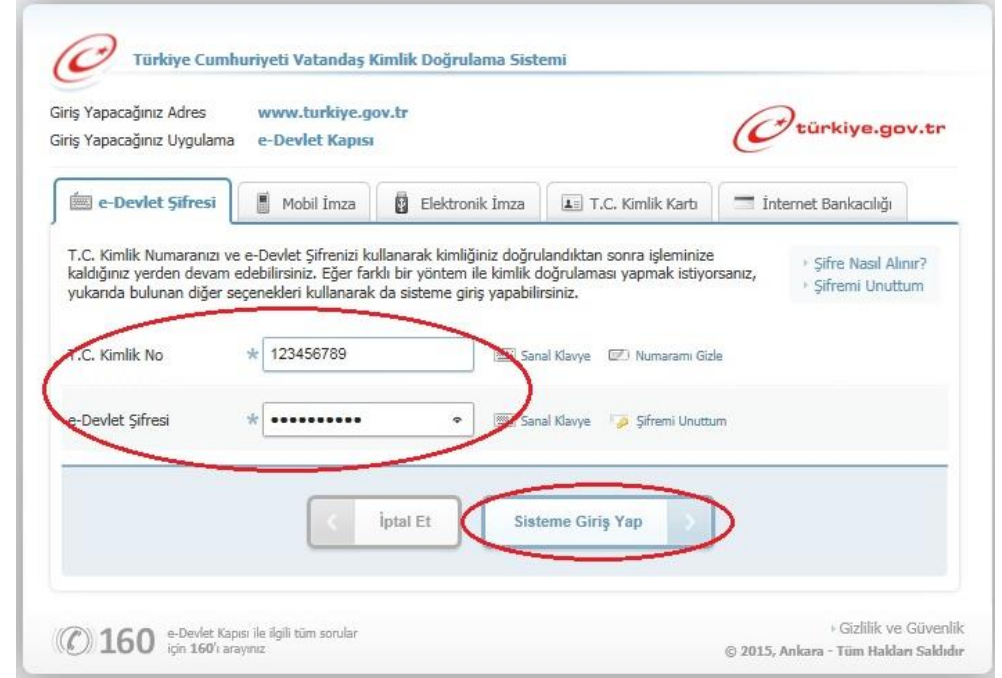 Türkiye Cumhuriyeti Vatandaş Kimlik Doğrulama Sistemi
Giriş Yapacağınız Adres www.turkiye.gov.tr
Giriş Yapacağınız Uygulama e-Devlet Kapısı
türkiye.gov.tr
e-Devlet Şifresi Mobil İmza Elektronik İmza T.C. Kimlik Kartı İnternet Bankacılığı
T.C. Kimlik Numaranızı ve e-Devlet Şifrenizi kullanarak kimliğiniz doğrulandıktan sonra işleminize
kaldığınız yerden devam edebilirsiniz. Eğer farklı bir yöntem ile kimlik doğrulaması yapmak istiyorsanız,
yukarıda bulunan diğer seçenekleri kullanarak da sisteme giriş yapabilirsiniz.
Şifre Nasıl Alınır?
Şifremi Unuttum
T.C. Kimlik No * 123456789 Sanal Klavye Numaramı Gizle
e-Devlet Şifresi * •••••••••• Sanal Klavye Şifremi Unuttum
İptal Et Sisteme Giriş Yap
160 e-Devlet Kapısı ile ilgili tüm sorular
için 160'ı arayınız
Gizlilik ve Güvenlik
© 2015, Ankara - Tüm Hakları Saklıdır